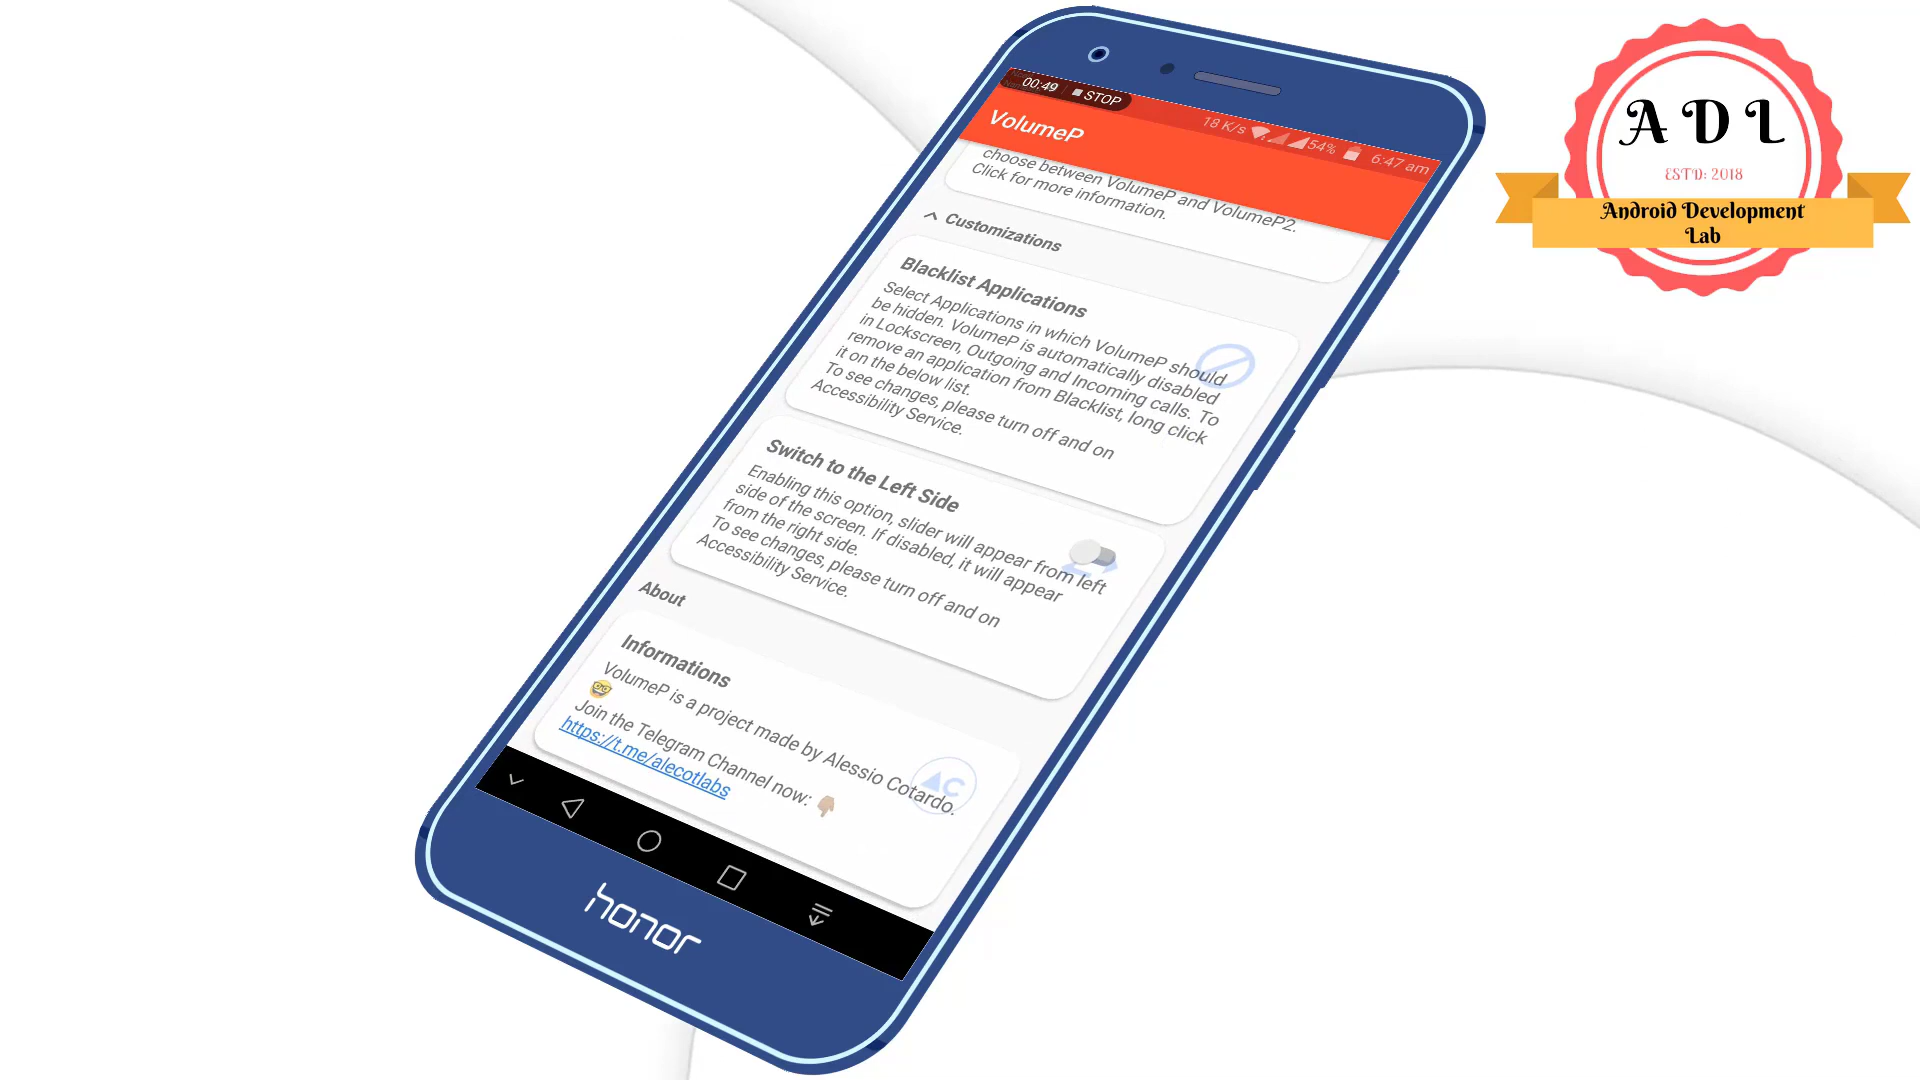 00:49 STOP
18 K/s 54% 6:47 am
VolumeP
choose between VolumeP and VolumeP2.
Click for more information.
Customizations
Blacklist Applications
Select Applications in which VolumeP should
be hidden. VolumeP is automatically disabled
in Lockscreen, Outgoing and Incoming calls. To
remove an application from Blacklist, long click
it on the below list.
To see changes, please turn off and on
Accessibility Service.
Switch to the Left Side
Enabling this option, slider will appear from left
side of the screen. If disabled, it will appear
from the right side.
To see changes, please turn off and on
Accessibility Service.
About
Informations
VolumeP is a project made by Alessio Cotardo.
Join the Telegram Channel now:
https://t.me/alecotlabs
AC
honor
A D L
ESTD: 2018
Android Development
Lab